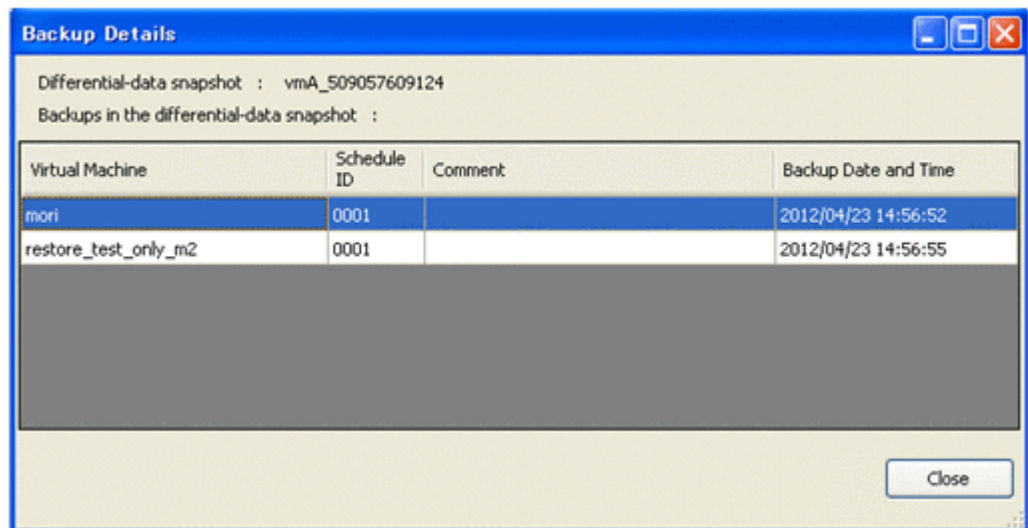 Backup Details
Differential-data snapshot : vmA_509057609124
Backups in the differential-data snapshot :
Virtual Machine Schedule ID Comment Backup Date and Time
mori 0001 2012/04/23 14:56:52
restore_test_only_m2 0001 2012/04/23 14:56:55
Close